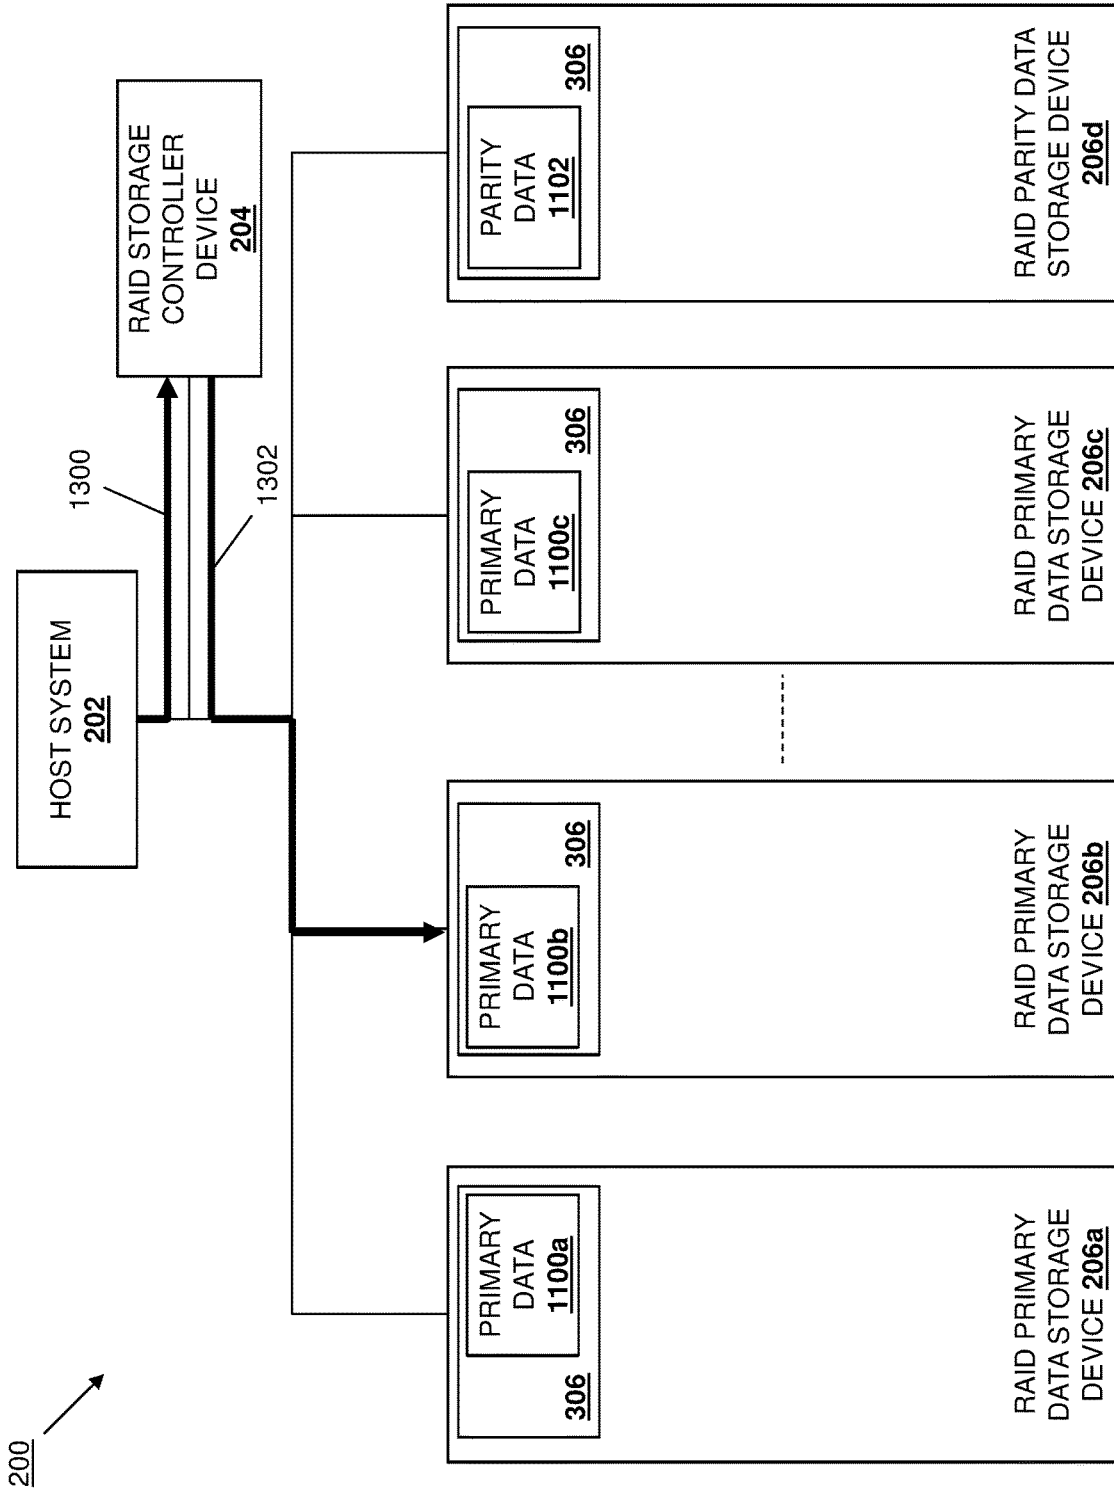 200
HOST SYSTEM
202
1300
RAID STORAGE
CONTROLLER
DEVICE
204
1302
306
PRIMARY
DATA
1100a
RAID PRIMARY
DATA STORAGE
DEVICE 206a
PRIMARY
DATA
1100b
306
RAID PRIMARY
DATA STORAGE
DEVICE 206b
PRIMARY
DATA
1100c
306
RAID PRIMARY
DATA STORAGE
DEVICE 206c
PARITY
DATA
1102
306
RAID PARITY DATA
STORAGE DEVICE
206d